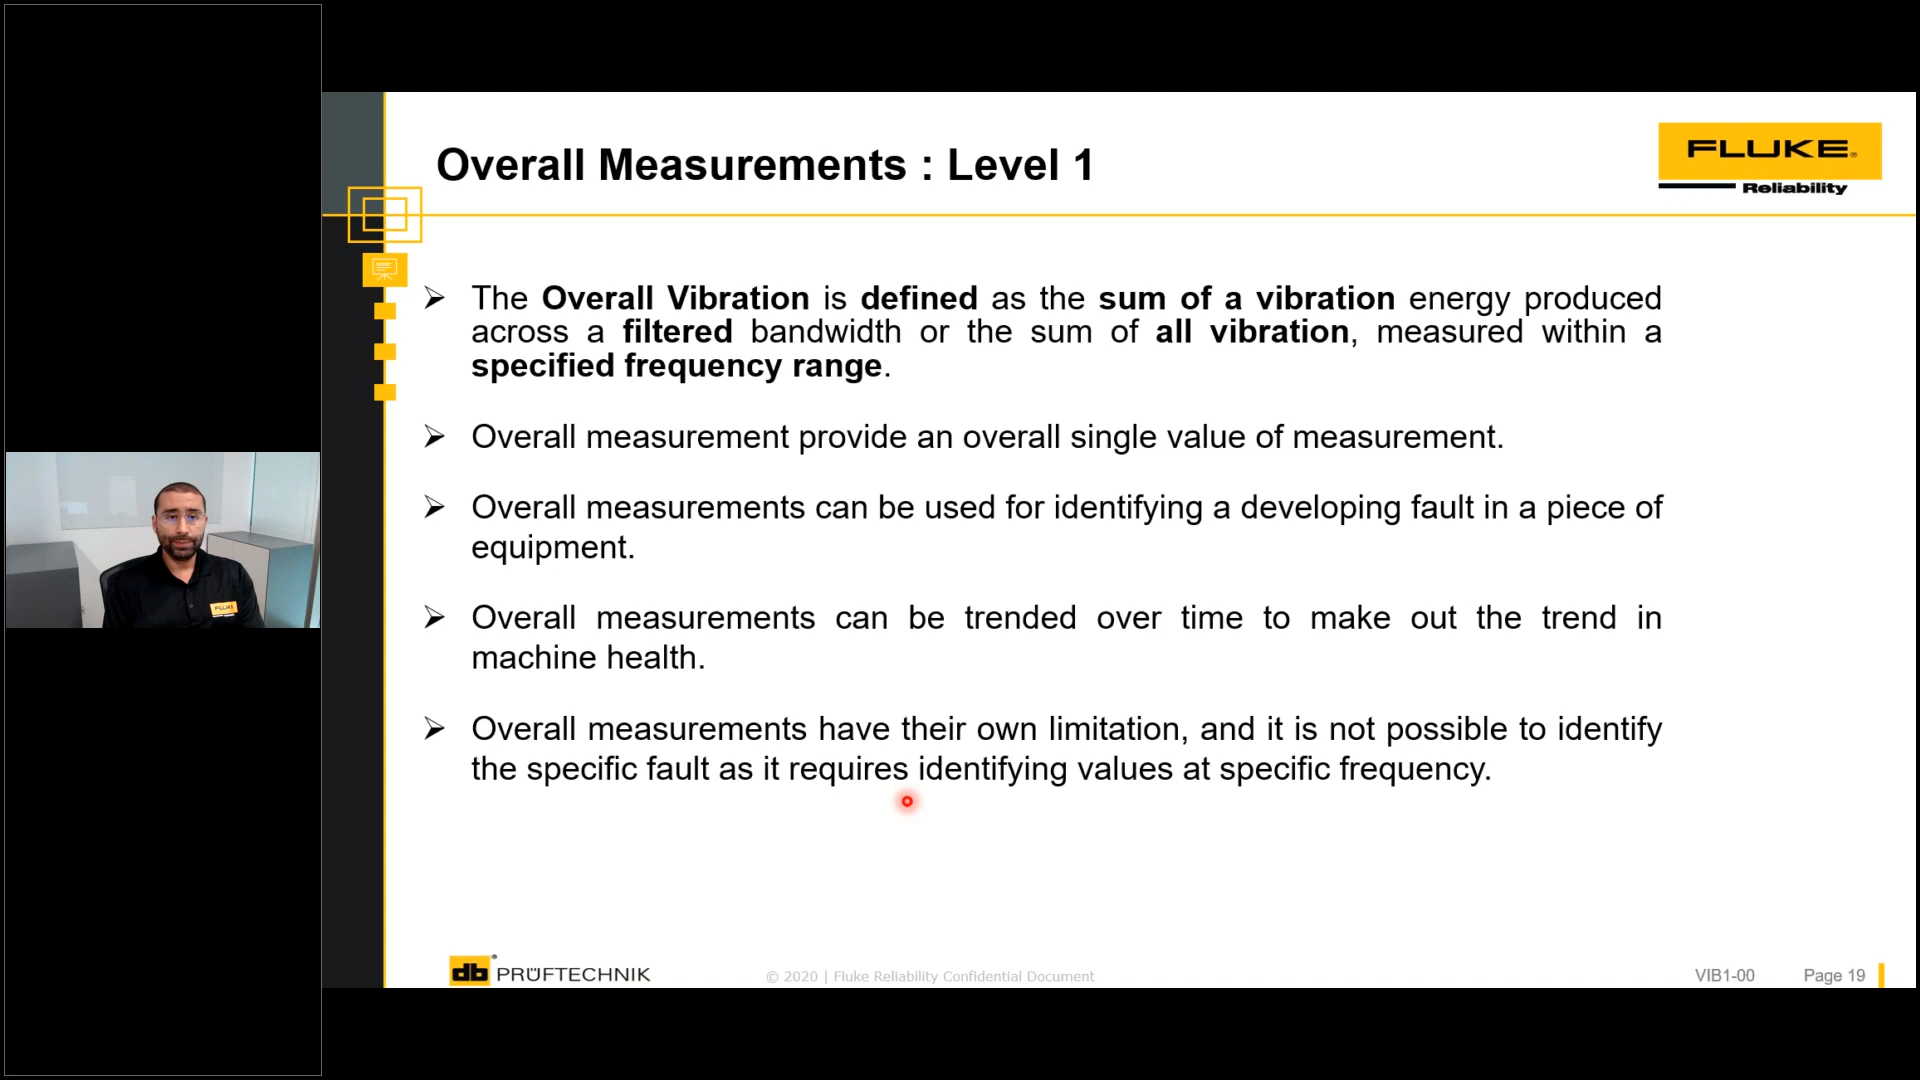 Overall Measurements : Level 1
FLUKE®
Reliability
➢ The Overall Vibration is defined as the sum of a vibration energy produced
across a filtered bandwidth or the sum of all vibration, measured within a
specified frequency range.
➢ Overall measurement provide an overall single value of measurement.
➢ Overall measurements can be used for identifying a developing fault in a piece of
equipment.
➢ Overall measurements can be trended over time to make out the trend in
machine health.
➢ Overall measurements have their own limitation, and it is not possible to identify
the specific fault as it requires identifying values at specific frequency.
FLUKE
db PRÜFTECHNIK
© 2020 | Fluke Reliability Confidential Document
VIB1-00
Page 19